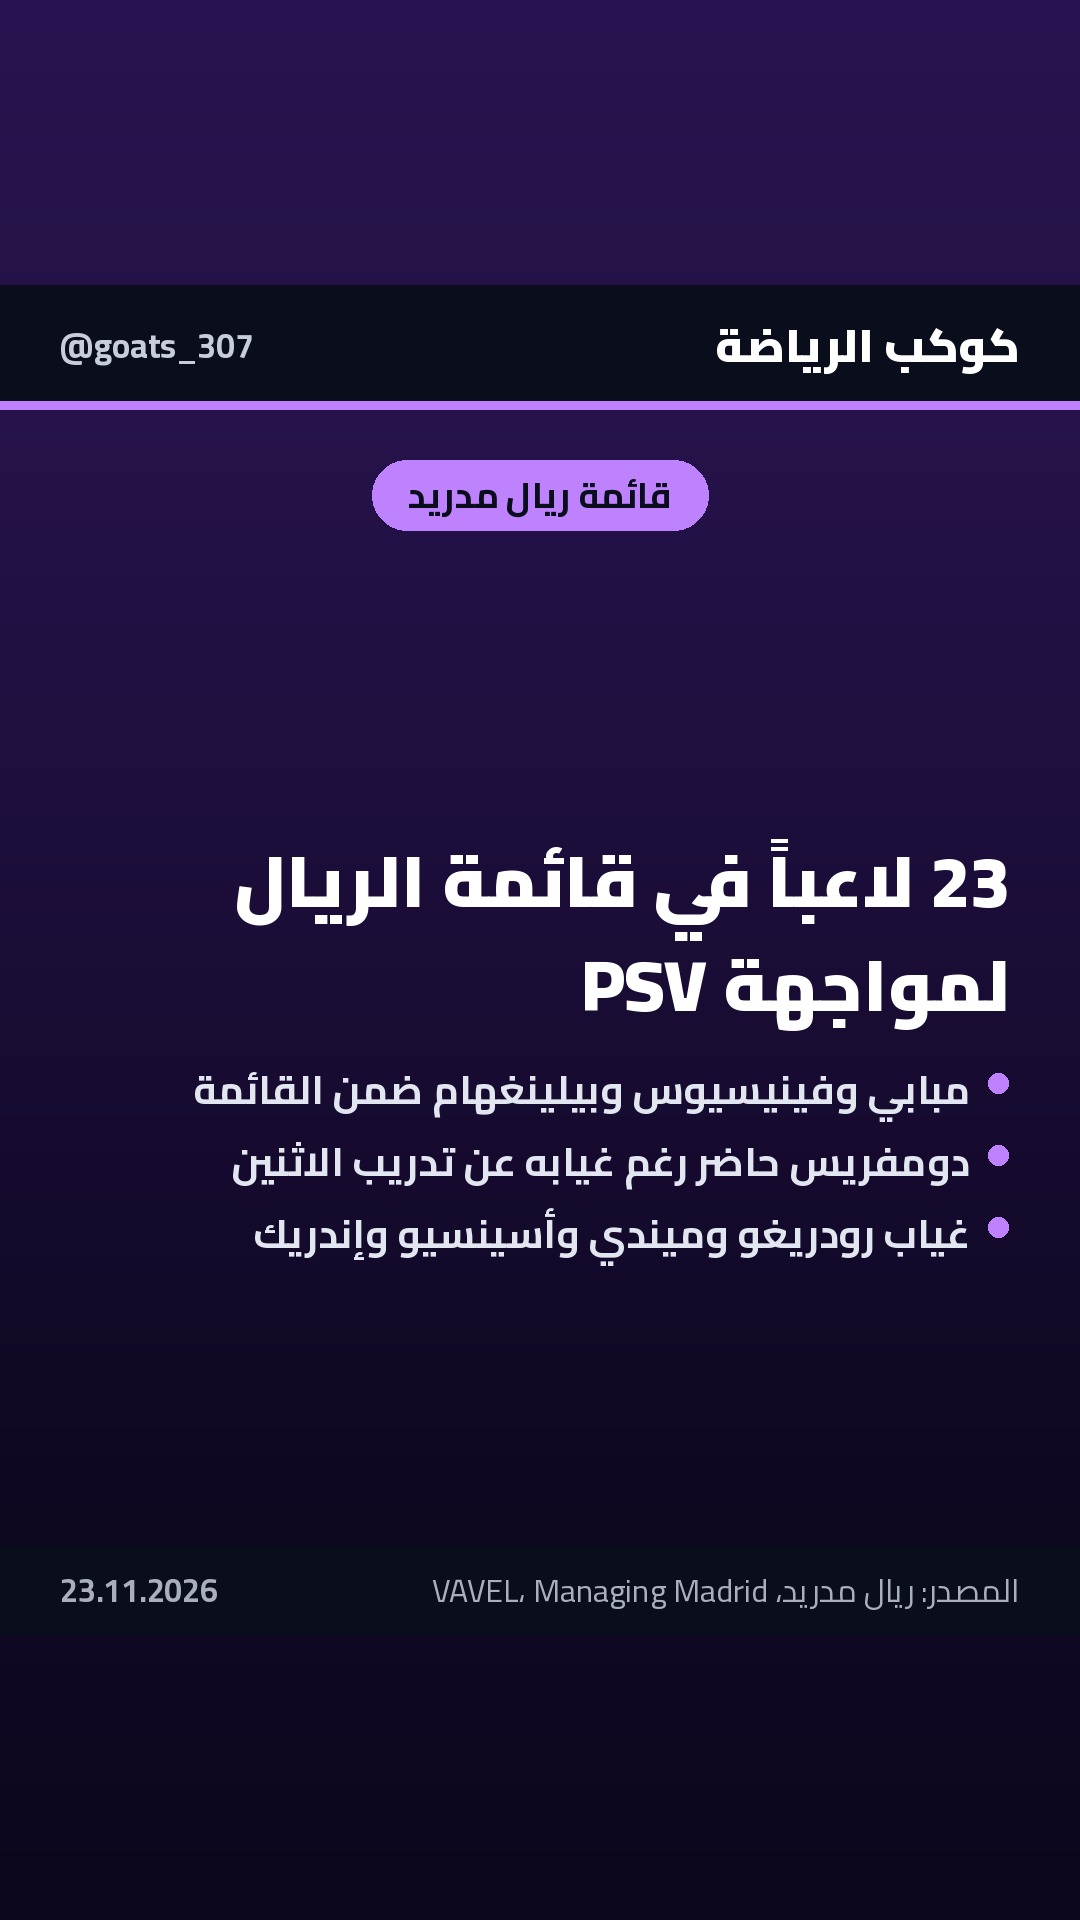 كوكب الرياضة
@goats_307
قائمة ريال مدريد
23 لاعباً في قائمة الريال
لمواجهة PSV
مبابي وفينيسيوس وبيلينغهام ضمن القائمة
دومفريس حاضر رغم غيابه عن تدريب الاثنين
غياب رودريغو وميندي وأسينسيو وإندريك
المصدر: ريال مدريد، VAVEL، Managing Madrid
23.11.2026